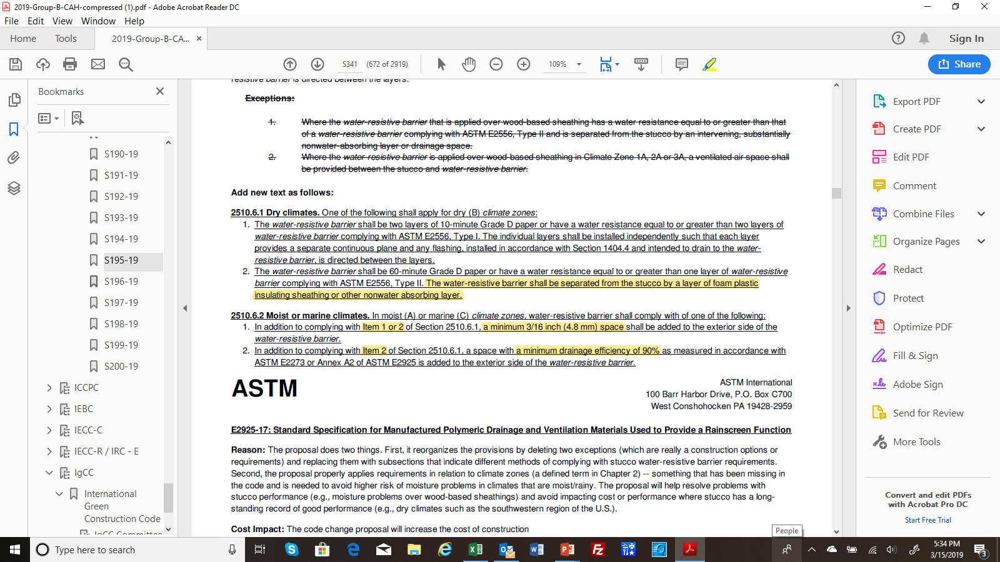 2019-Group-B-CAH-compressed (1).pdf - Adobe Acrobat Reader DC
File Edit View Window Help
Home Tools 2019-Group-B-CA... × Sign In
S341 (672 of 2919) 109% Share
Bookmarks
S190-19
S191-19
S192-19
S193-19
S194-19
S195-19
S196-19
S197-19
S198-19
S199-19
S200-19
ICCPC
IEBC
IECC-C
IECC-R / IRC - E
IgCC
International
Green
Construction Code
IgCC Committee
resistive barrier is directed between the layers.
Exceptions:
1. Where the water-resistive barrier that is applied over wood-based sheathing has a water resistance equal to or greater than that
of a water-resistive barrier complying with ASTM E2556, Type II and is separated from the stucco by an intervening, substantially
nonwater-absorbing layer or drainage space.
2. Where the water-resistive barrier is applied over wood-based sheathing in Climate Zone 1A, 2A or 3A, a ventilated air space shall
be provided between the stucco and water-resistive barrier.
Add new text as follows:
2510.6.1 Dry climates. One of the following shall apply for dry (B) climate zones:
1. The water-resistive barrier shall be two layers of 10-minute Grade D paper or have a water resistance equal to or greater than two layers of
water-resistive barrier complying with ASTM E2556, Type I. The individual layers shall be installed independently such that each layer
provides a separate continuous plane and any flashing, installed in accordance with Section 1404.4 and intended to drain to the water-
resistive barrier, is directed between the layers.
2. The water-resistive barrier shall be 60-minute Grade D paper or have a water resistance equal to or greater than one layer of water-resistive
barrier complying with ASTM E2556, Type II. The water-resistive barrier shall be separated from the stucco by a layer of foam plastic
insulating sheathing or other nonwater absorbing layer.
2510.6.2 Moist or marine climates. In moist (A) or marine (C) climate zones, water-resistive barrier shall comply with of one of the following:
1. In addition to complying with Item 1 or 2 of Section 2510.6.1, a minimum 3/16 inch (4.8 mm) space shall be added to the exterior side of the
water-resistive barrier.
2. In addition to complying with Item 2 of Section 2510.6.1, a space with a minimum drainage efficiency of 90% as measured in accordance with
ASTM E2273 or Annex A2 of ASTM E2925 is added to the exterior side of the water-resistive barrier.
ASTM
ASTM International
100 Barr Harbor Drive, P.O. Box C700
West Conshohocken PA 19428-2959
E2925-17: Standard Specification for Manufactured Polymeric Drainage and Ventilation Materials Used to Provide a Rainscreen Function
Reason: The proposal does two things. First, it reorganizes the provisions by deleting two exceptions (which are really a construction options or
requirements) and replacing them with subsections that indicate different methods of complying with stucco water-resistive barrier requirements.
Second, the proposal properly applies requirements in relation to climate zones (a defined term in Chapter 2) -- something that has been missing in
the code and is needed to avoid higher risk of moisture problems in climates that are moist/rainy. The proposal will help resolve problems with
stucco performance (e.g., moisture problems over wood-based sheathings) and avoid impacting cost or performance where stucco has a long-
standing record of good performance (e.g., dry climates such as the southwestern region of the U.S.).
Cost Impact: The code change proposal will increase the cost of construction
Export PDF
Create PDF
Edit PDF
Comment
Combine Files
Organize Pages
Redact
Protect
Optimize PDF
Fill & Sign
Adobe Sign
Send for Review
More Tools
Convert and edit PDFs
with Acrobat Pro DC
Start Free Trial
People
Type here to search
5:34 PM
3/15/2019
3